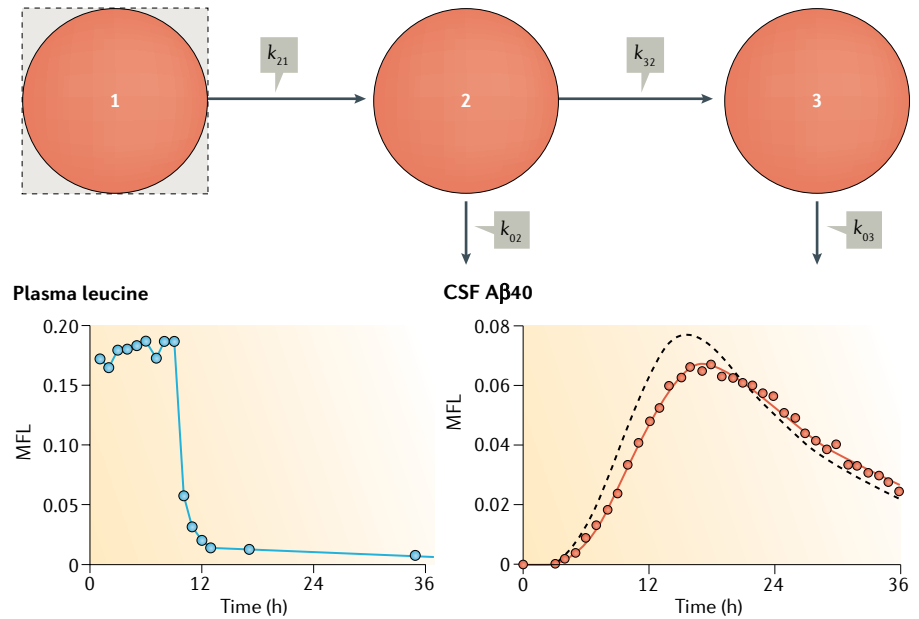 1
k21
2
k32
3
k02
k03
Plasma leucine
CSF Aβ40
0.20
0.15
0.10
0.05
0
MFL
0
12
24
36
Time (h)
0.08
0.06
0.04
0.02
0
MFL
0
12
24
36
Time (h)